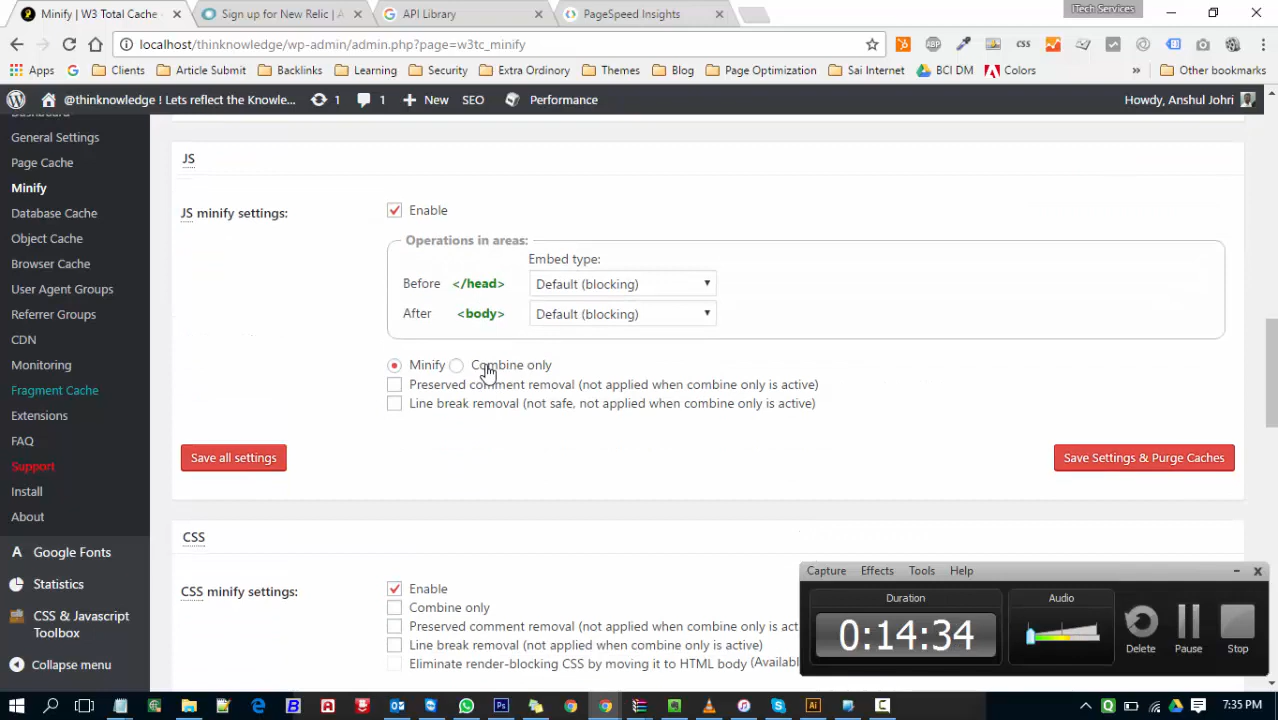 Minify | W3 Total Cache -
Sign up for New Relic | A
API Library
PageSpeed Insights
iTech Services
localhost/thinknowledge/wp-admin/admin.php?page=w3tc_minify
ABP
CSS
Apps
Clients
Article Submit
Backlinks
Learning
Security
Extra Ordinory
Themes
Blog
Page Optimization
Sai Internet
BCI DM
Colors
»
Other bookmarks
@thinknowledge ! Lets reflect the Knowle...
1
1
New
SEO
Performance
Howdy, Anshul Johri
Dashboard
General Settings
Page Cache
Minify
Database Cache
Object Cache
Browser Cache
User Agent Groups
Referrer Groups
CDN
Monitoring
Fragment Cache
Extensions
FAQ
Support
Install
About
Google Fonts
Statistics
CSS & Javascript
Toolbox
Collapse menu
JS
JS minify settings:
Enable
Operations in areas:
Embed type:
Before </head> Default (blocking)
After <body> Default (blocking)
Minify Combine only
Preserved comment removal (not applied when combine only is active)
Line break removal (not safe, not applied when combine only is active)
Save all settings
Save Settings & Purge Caches
CSS
CSS minify settings:
Enable
Combine only
Preserved comment removal (not applied when combine only is act
Line break removal (not applied when combine only is active)
Eliminate render-blocking CSS by moving it to HTML body (Availab
Capture Effects Tools Help
Duration
Audio
0:14:34
Delete
Pause
Stop
7:35 PM